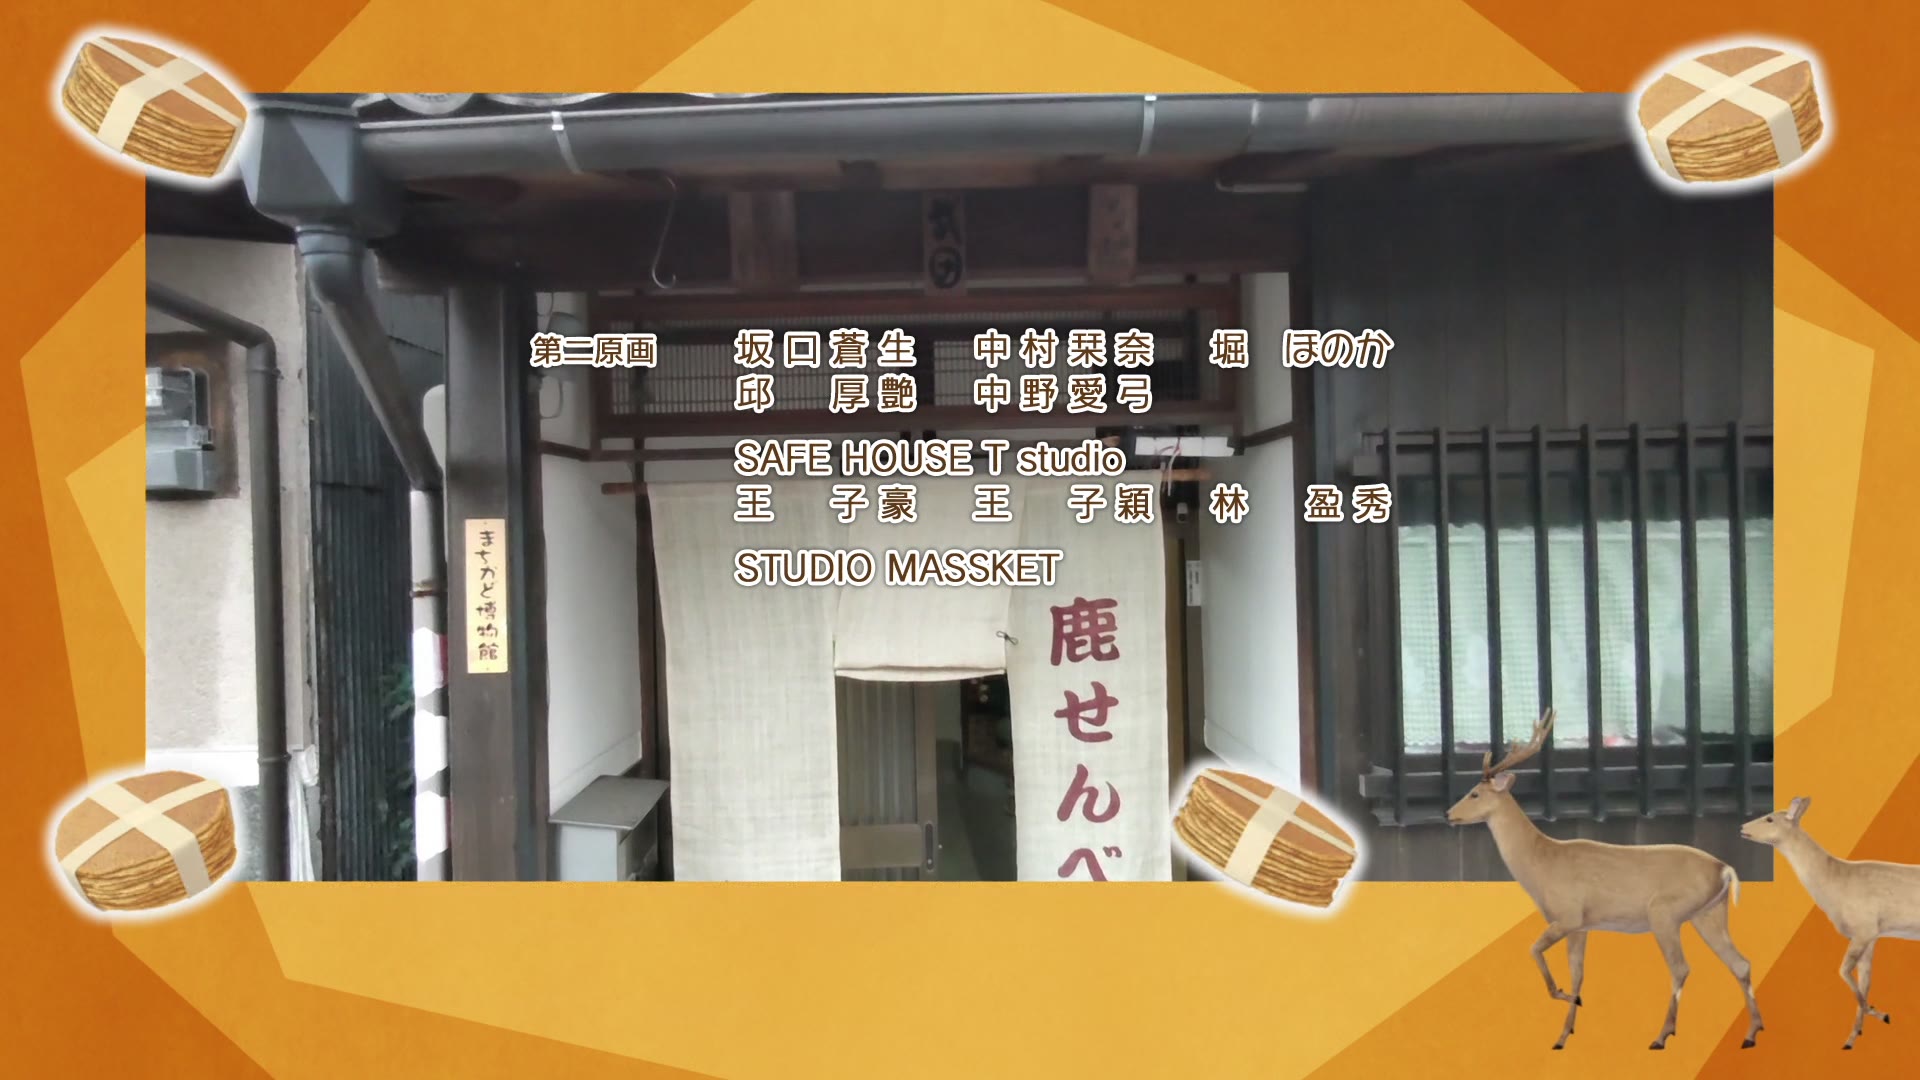 武田
第二原画 坂口蒼生 中村栞奈 堀 ほのか
邱 厚艶 中野愛弓
SAFE HOUSE T studio
王 子豪 王 子穎 林 盈秀
STUDIO MASSKET
まちかど博物館
鹿せんべ